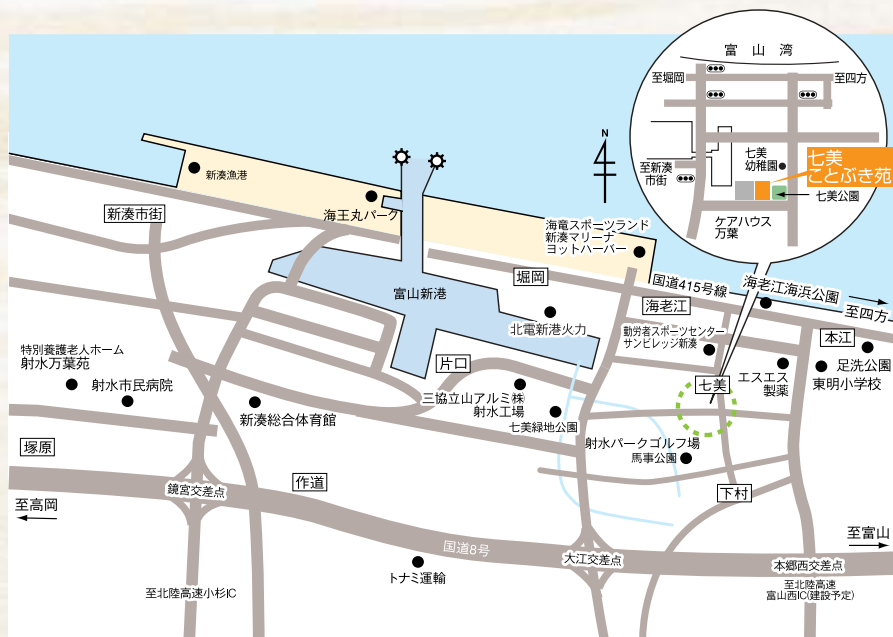 富山湾
至堀岡
至四方
七美
幼稚園
至新湊
市街
七美
ことぶき苑
七美公園
ケアハウス
万葉
N
新湊漁港
海王丸パーク
新湊市街
海竜スポーツランド
新湊マリーナ
ヨットハーバー
富山新港
堀岡
国道415号線
海老江海浜公園
至四方
海老江
北電新港火力
勤労者スポーツセンター
サンビレッジ新湊
本江
足洗公園
特別養護老人ホーム
射水万葉苑
片口
七美
エスエス
製薬
東明小学校
射水市民病院
三協立山アルミ㈱
射水工場
新湊総合体育館
七美緑地公園
射水パークゴルフ場
馬事公園
塚原
鏡宮交差点
作道
下村
至高岡
国道8号
至富山
大江交差点
本郷西交差点
トナミ運輸
至北陸高速小杉IC
至北陸高速
富山西IC(建設予定)